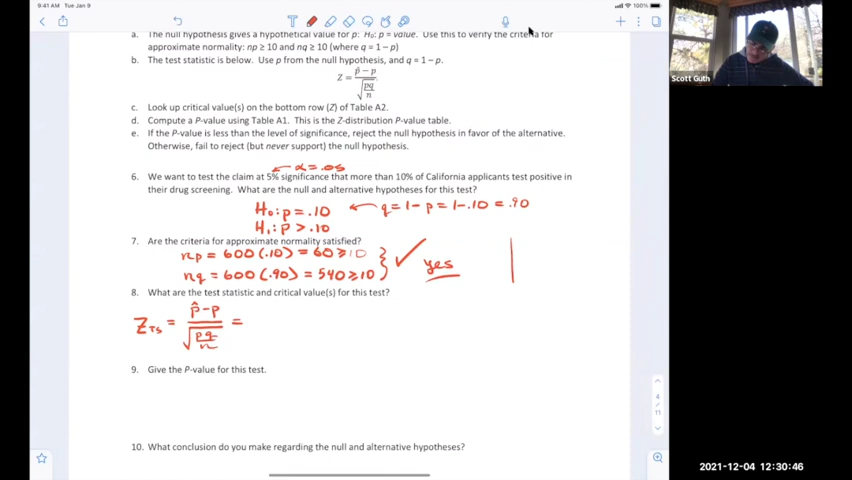 9:41 AM Tue Jan 9
100%
a. The null hypothesis gives a hypothetical value for p: H₀: p = value. Use this to verify the criteria for
approximate normality: np ≥ 10 and nq ≥ 10 (where q = 1 – p)
b. The test statistic is below. Use p from the null hypothesis, and q = 1 – p.
Z = (p̂ – p) / √(pq/n)
c. Look up critical value(s) on the bottom row (Z) of Table A2.
d. Compute a P-value using Table A1. This is the Z-distribution P-value table.
e. If the P-value is less than the level of significance, reject the null hypothesis in favor of the alternative.
Otherwise, fail to reject (but never support) the null hypothesis.
← α = .05
6. We want to test the claim at 5% significance that more than 10% of California applicants test positive in
their drug screening. What are the null and alternative hypotheses for this test?
H₀: p = .10 ← q = 1 – p = 1 – .10 = .90
H₁: p > .10
7. Are the criteria for approximate normality satisfied?
np = 600 (.10) = 60 ≥ 10
nq = 600 (.90) = 540 ≥ 10 } ✓ yes
8. What are the test statistic and critical value(s) for this test?
Z_TS = (p̂ – p) / √(pq/n) =
9. Give the P-value for this test.
10. What conclusion do you make regarding the null and alternative hypotheses?
4
11
Scott Guth
2021-12-04 12:30:46